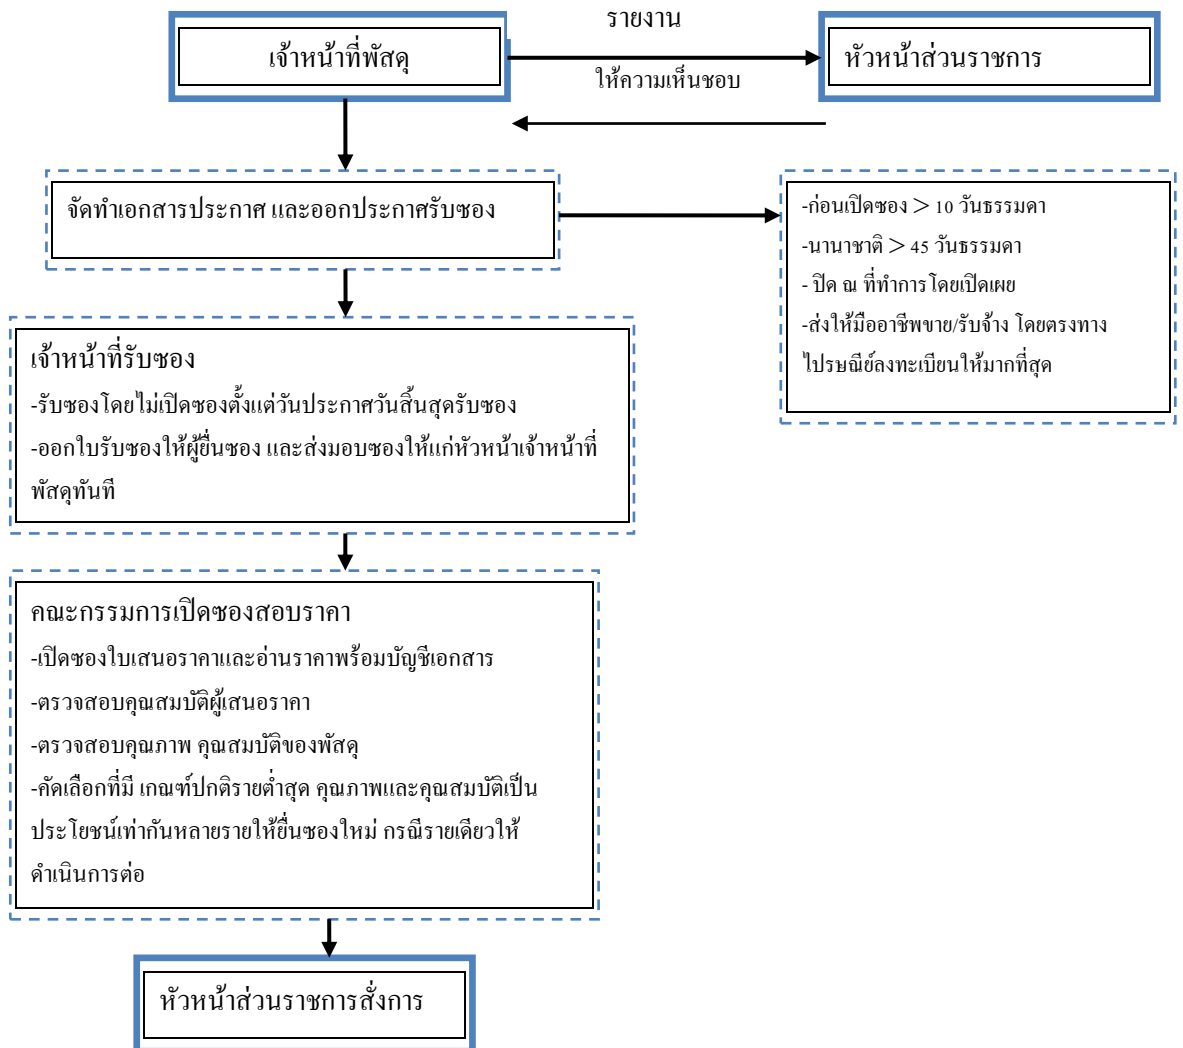 รายงาน
เจ้าหน้าที่พัสดุ
หัวหน้าส่วนราชการ
ให้ความเห็นชอบ
จัดทำเอกสารประกาศ และออกประกาศรับซอง
-ก่อนเปิดซอง > 10 วันธรรมดา
-นานาชาติ > 45 วันธรรมดา
- ปิด ณ ที่ทำการโดยเปิดเผย
-ส่งให้มืออาชีพขาย/รับจ้าง โดยตรงทาง
ไปรษณีย์ลงทะเบียนให้มากที่สุด
เจ้าหน้าที่รับซอง
-รับซองโดยไม่เปิดซองตั้งแต่วันประกาศวันสิ้นสุดรับซอง
-ออกใบรับซองให้ผู้ยื่นซอง และส่งมอบซองให้แก่หัวหน้าเจ้าหน้าที่
พัสดุทันที
คณะกรรมการเปิดซองสอบราคา
-เปิดซองใบเสนอราคาและอ่านราคาพร้อมบัญชีเอกสาร
-ตรวจสอบคุณสมบัติผู้เสนอราคา
-ตรวจสอบคุณภาพ คุณสมบัติของพัสดุ
-คัดเลือกที่มี เกณฑ์ปกติรายต่ำสุด คุณภาพและคุณสมบัติเป็น
ประโยชน์เท่ากันหลายรายให้ยื่นซองใหม่ กรณีรายเดียวให้
ดำเนินการต่อ
หัวหน้าส่วนราชการสั่งการ